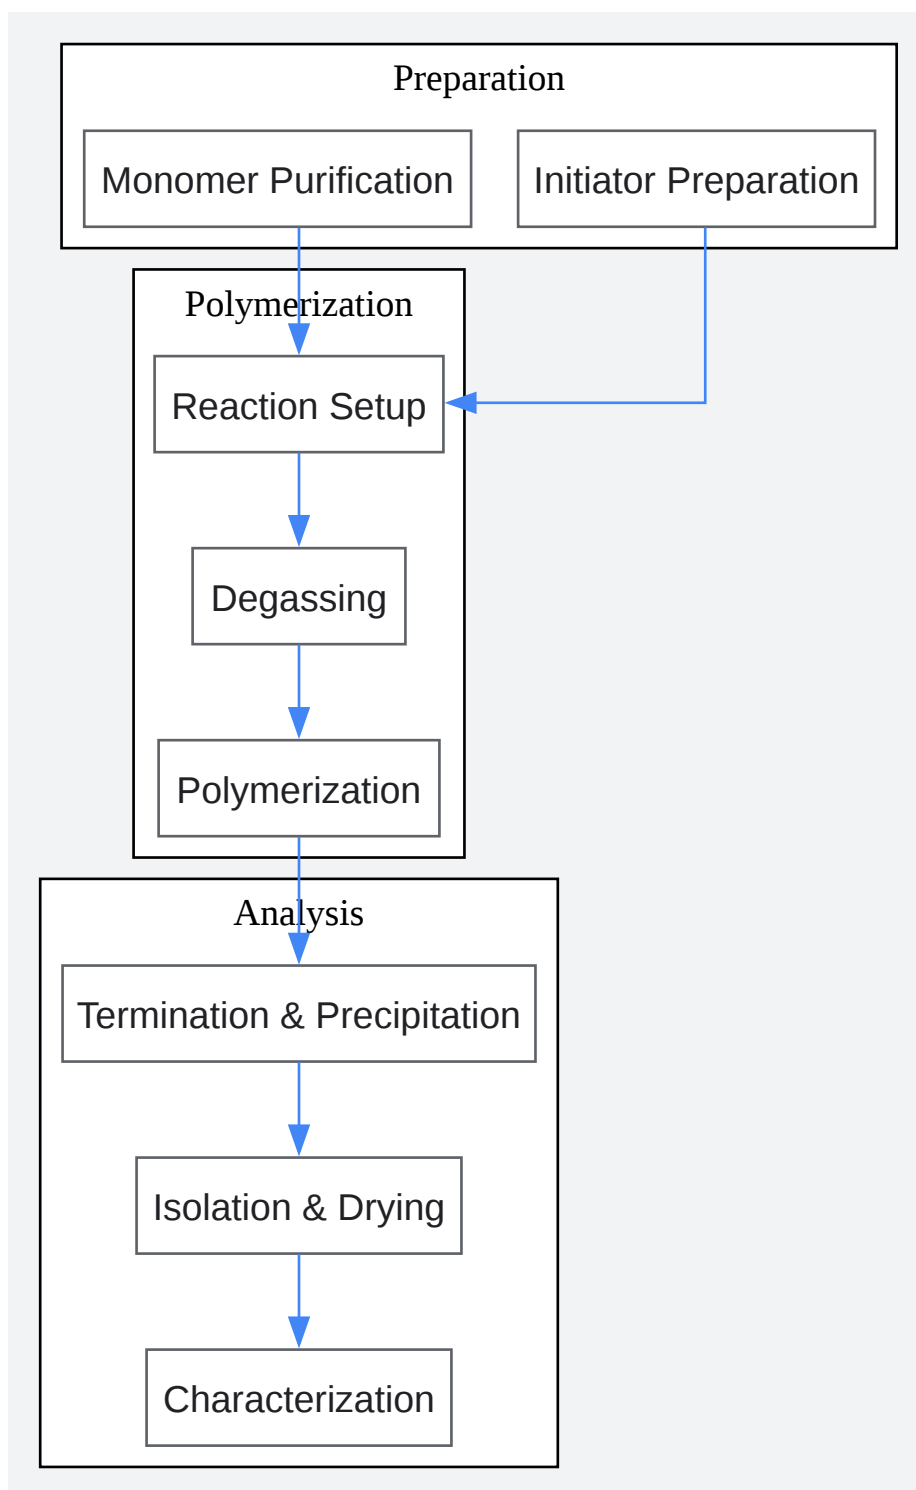 Preparation
Monomer Purification
Initiator Preparation
Polymerization
Reaction Setup
Degassing
Polymerization
Analysis
Termination & Precipitation
Isolation & Drying
Characterization